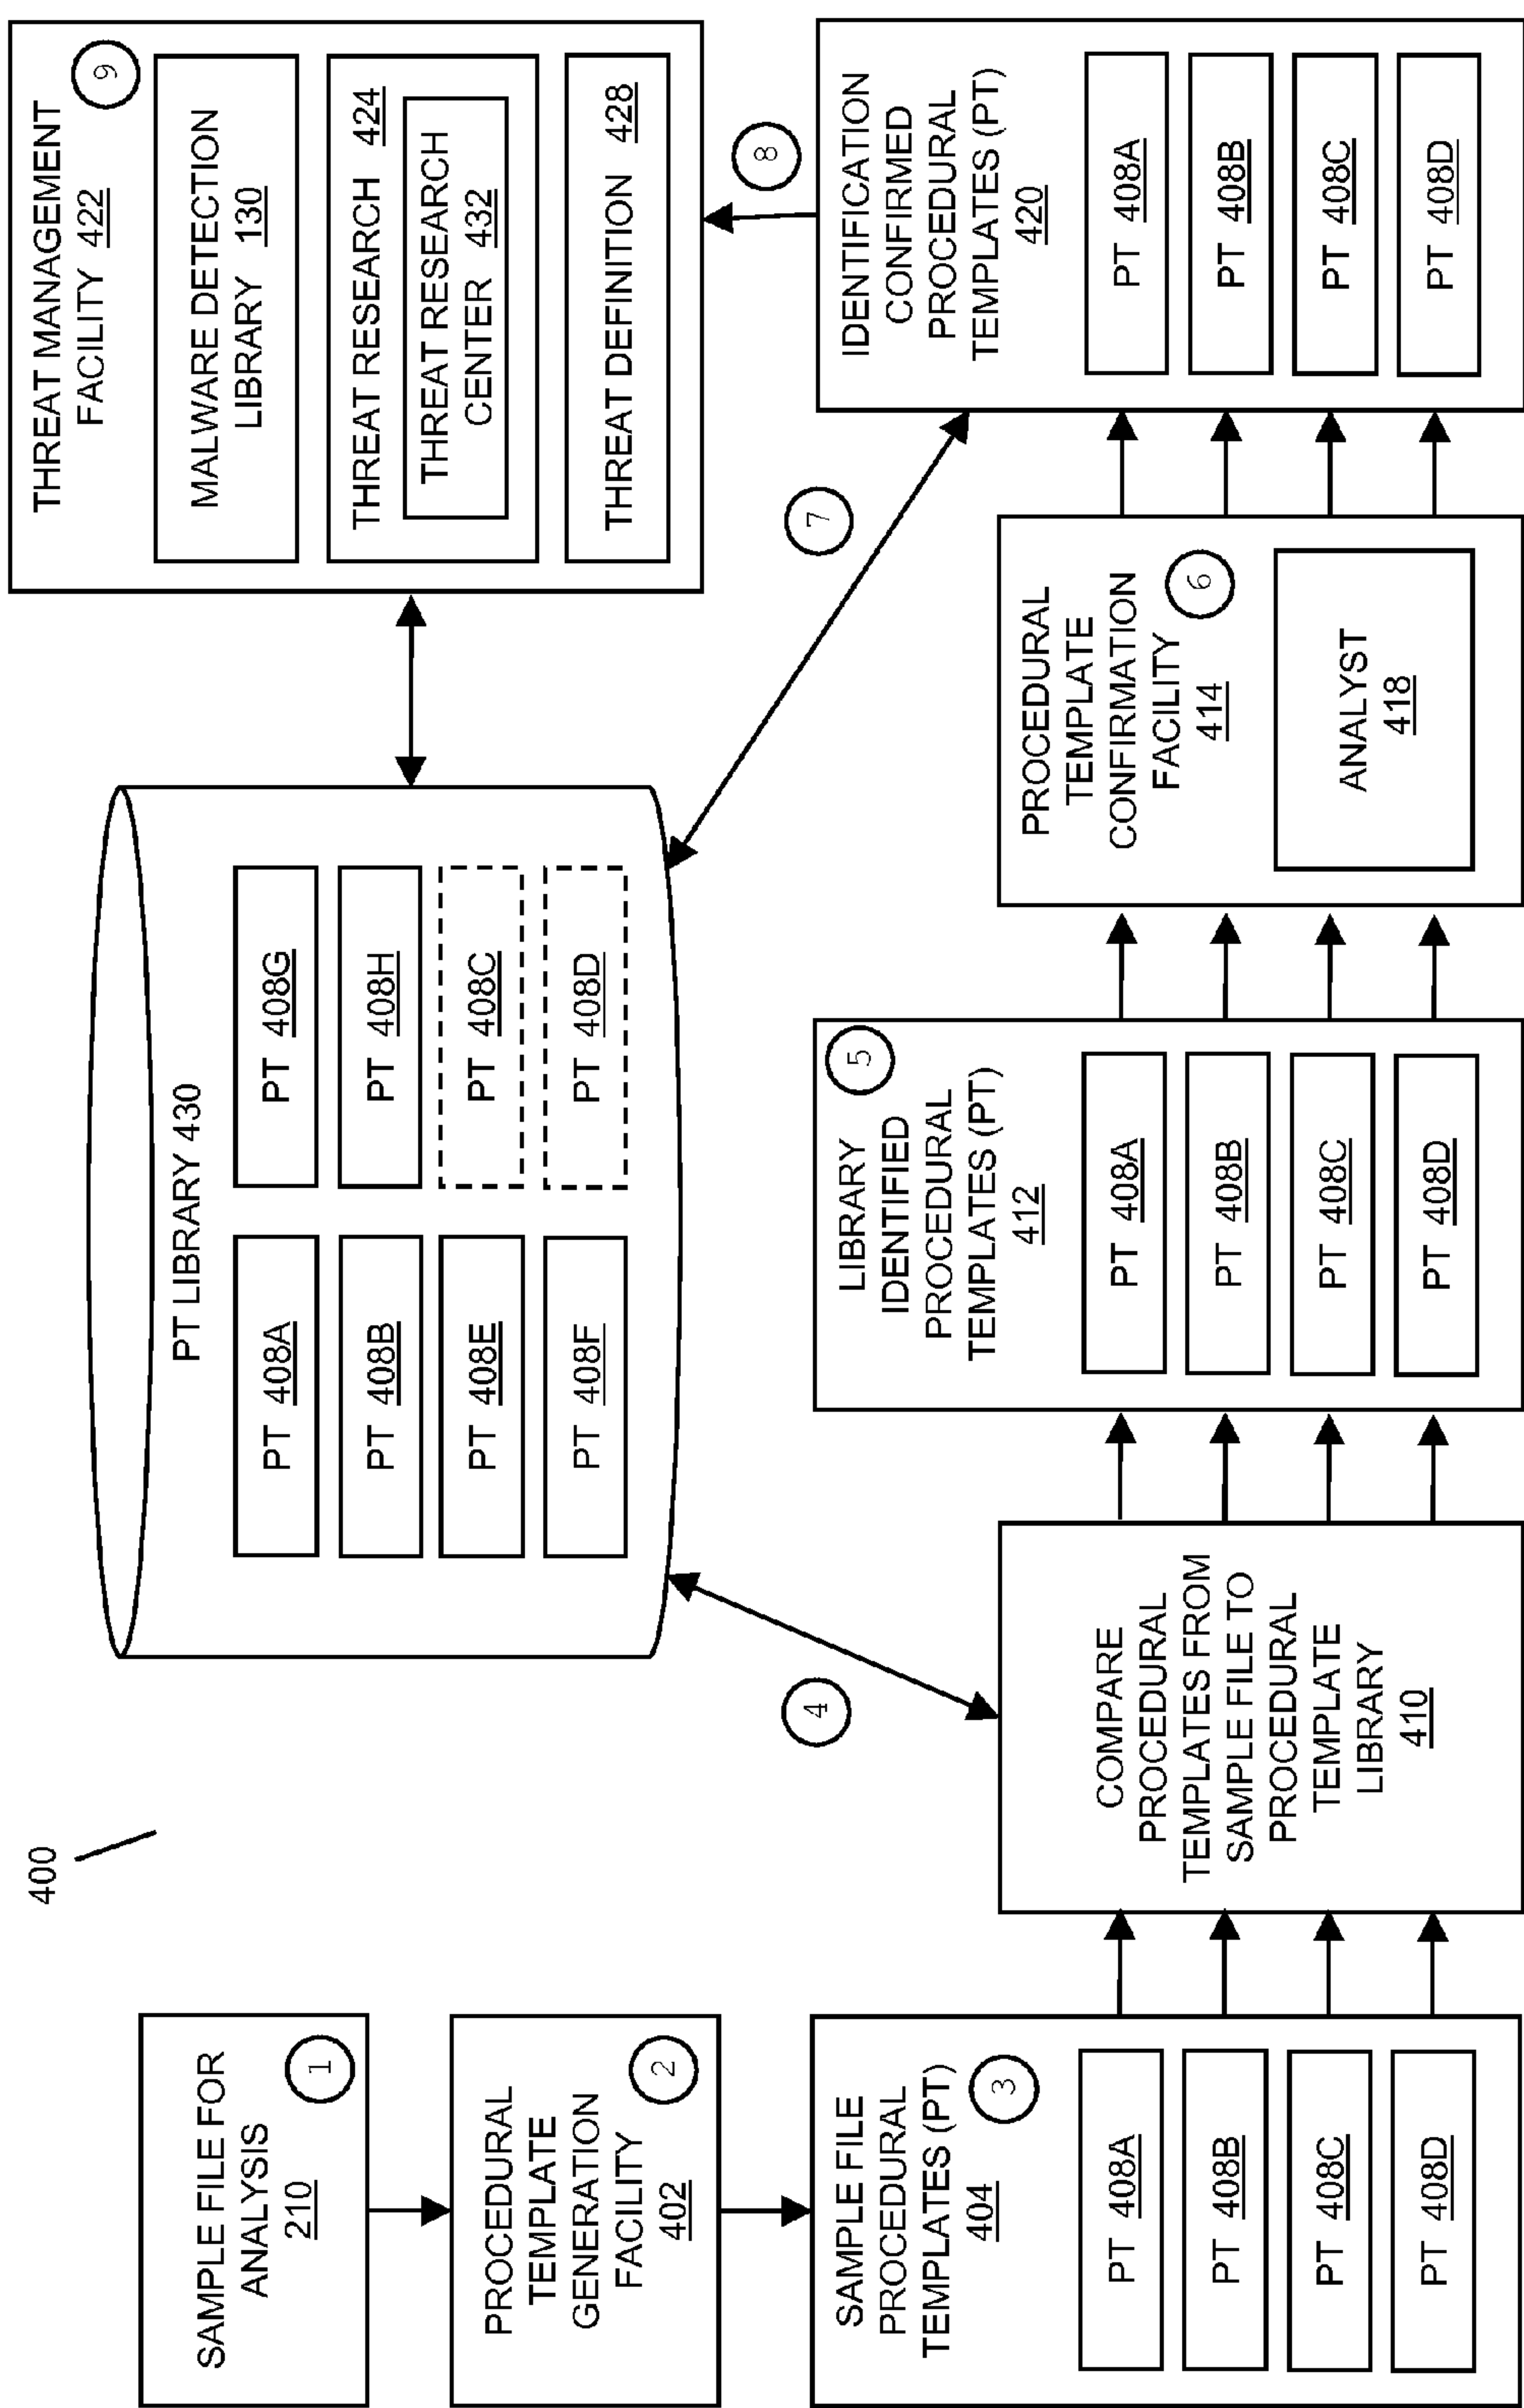 400
SAMPLE FILE FOR
ANALYSIS
210
1
PROCEDURAL
TEMPLATE
GENERATION
FACILITY
402
2
SAMPLE FILE
PROCEDURAL
TEMPLATES (PT)
404
3
PT 408A
PT 408B
PT 408C
PT 408D
COMPARE
PROCEDURAL
TEMPLATES FROM
SAMPLE FILE TO
PROCEDURAL
TEMPLATE
LIBRARY
410
4
PT LIBRARY 430
PT 408A
PT 408B
PT 408E
PT 408F
PT 408G
PT 408H
PT 408C
PT 408D
LIBRARY
IDENTIFIED
PROCEDURAL
TEMPLATES (PT)
412
5
PT 408A
PT 408B
PT 408C
PT 408D
PROCEDURAL
TEMPLATE
CONFIRMATION
FACILITY
414
6
ANALYST
418
7
IDENTIFICATION
CONFIRMED
PROCEDURAL
TEMPLATES (PT)
420
PT 408A
PT 408B
PT 408C
PT 408D
8
THREAT MANAGEMENT
FACILITY 422
9
MALWARE DETECTION
LIBRARY 130
THREAT RESEARCH 424
THREAT RESEARCH
CENTER 432
THREAT DEFINITION 428